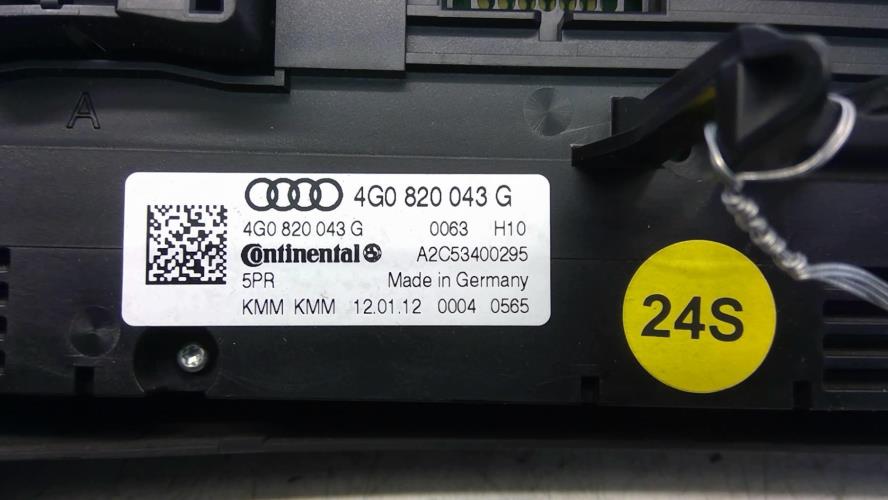 A
4G0 820 043 G
4G0 820 043 G 0063 H10
Continental A2C53400295
5PR Made in Germany
KMM KMM 12.01.12 0004 0565
24S